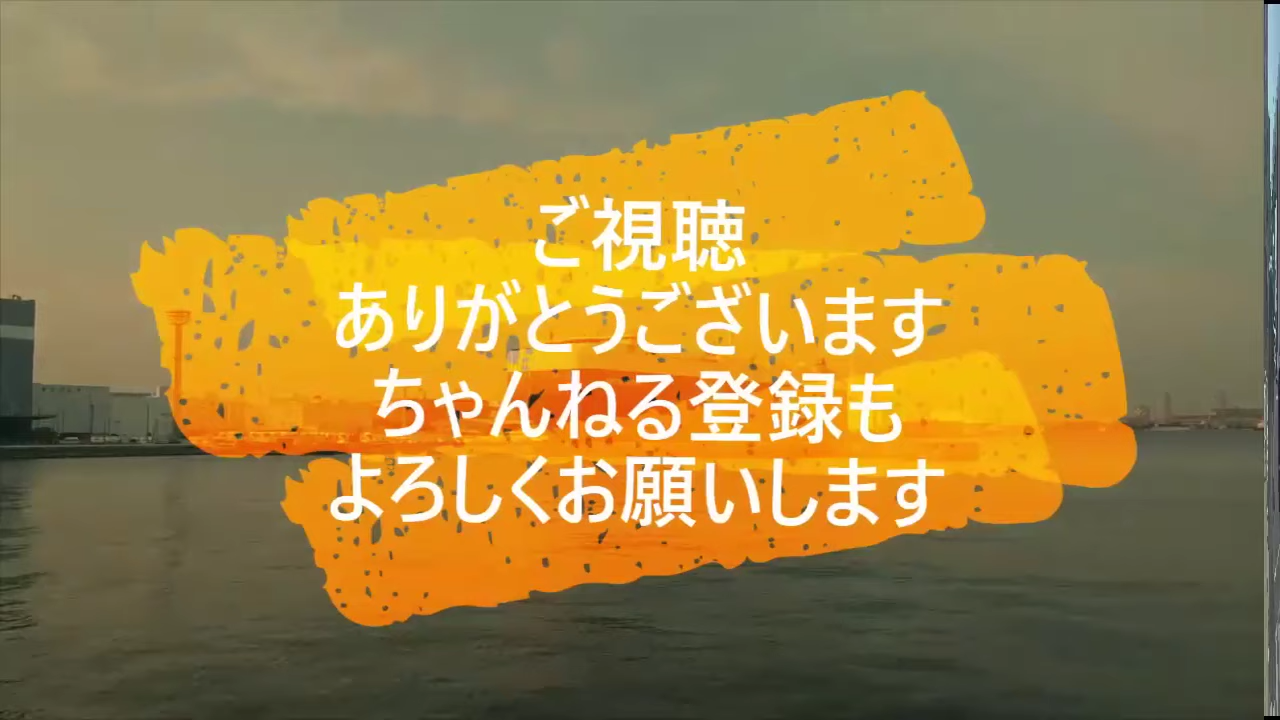 ご視聴
ありがとうございます
ちゃんねる登録も
よろしくお願いします